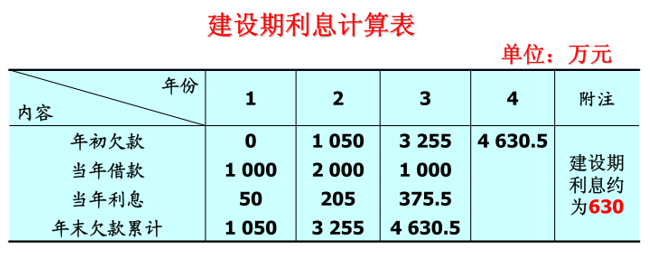 建设期利息计算表
单位：万元
年份
内容
1 2 3 4 附注
年初欠款 0 1 050 3 255 4 630.5
当年借款 1 000 2 000 1 000
当年利息 50 205 375.5
年末欠款累计 1 050 3 255 4 630.5
建设期
利息约
为630